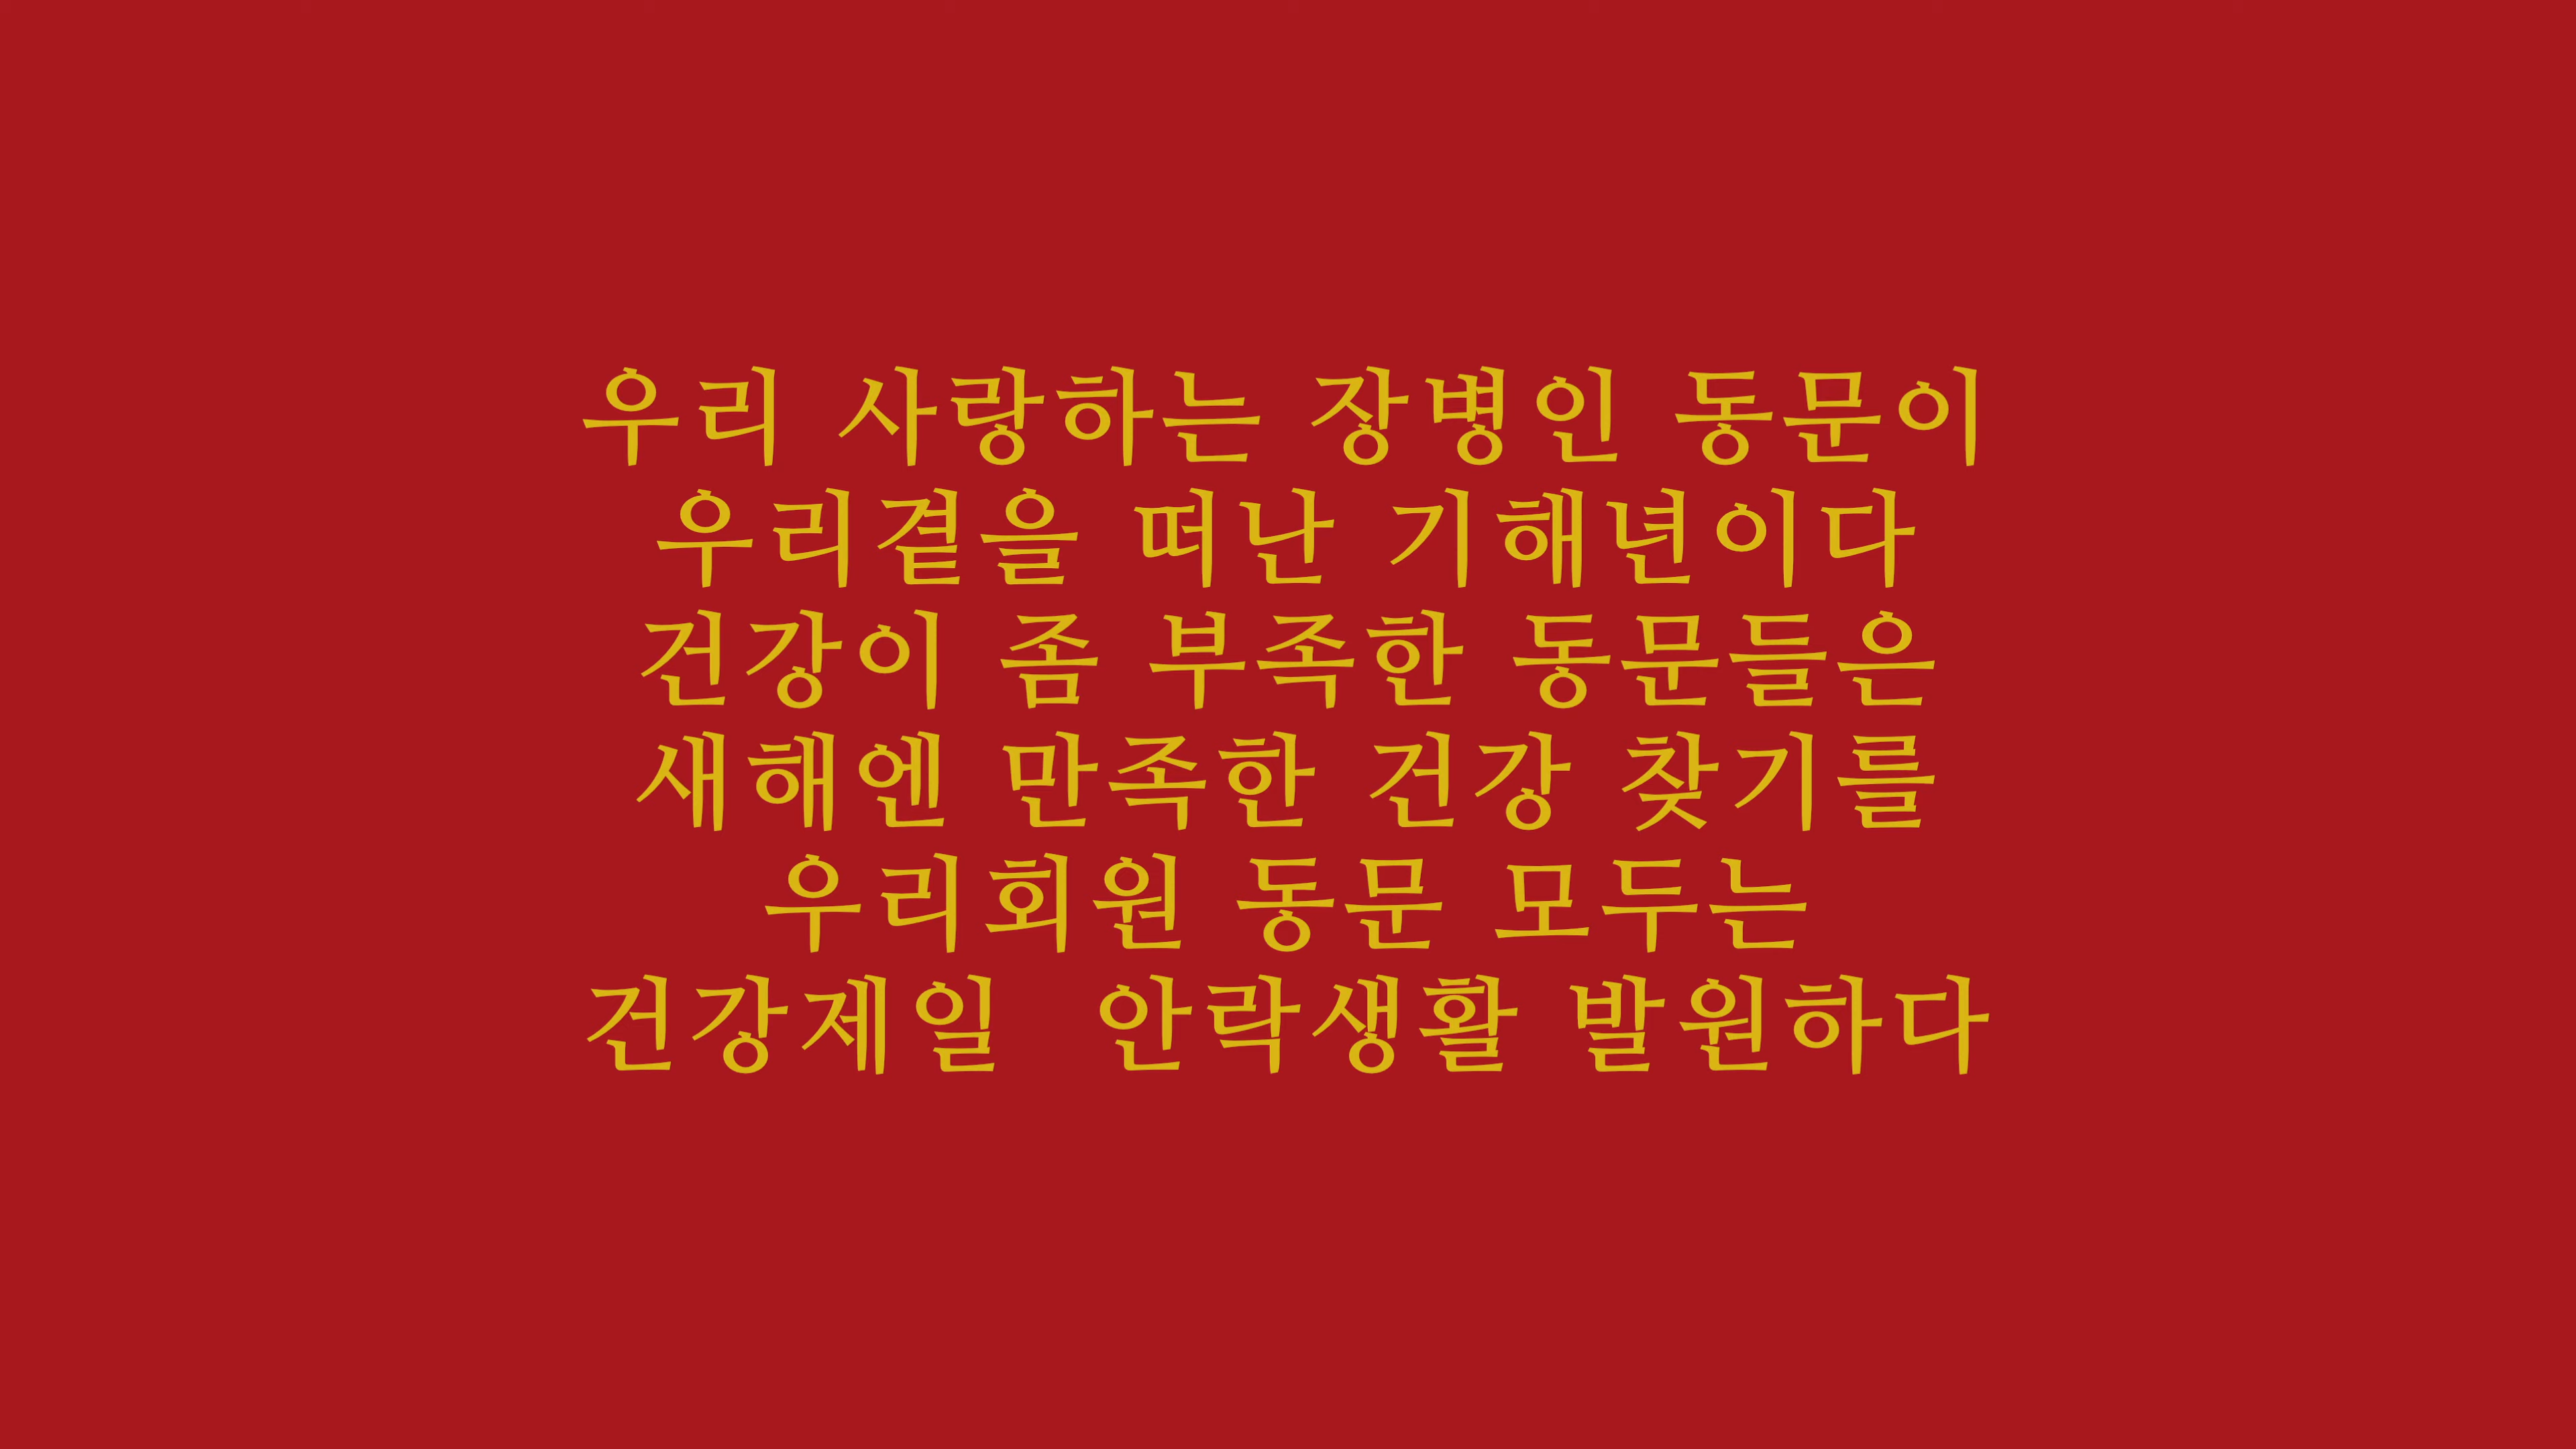 우리 사랑하는 장병인 동문이
우리곁을 떠난 기해년이다
건강이 좀 부족한 동문들은
새해엔 만족한 건강 찾기를
우리회원 동문 모두는
건강제일 안락생활 발원하다